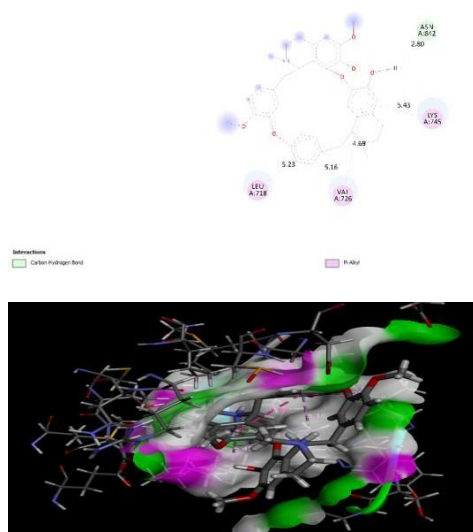 ASN
A:842
2.80
O
O
O
H
O
O
O
5.43
LYS
A:745
4.69
5.23
5.16
LEU
A:718
VAL
A:726
Interactions
Carbon Hydrogen Bond
Pi-Alkyl